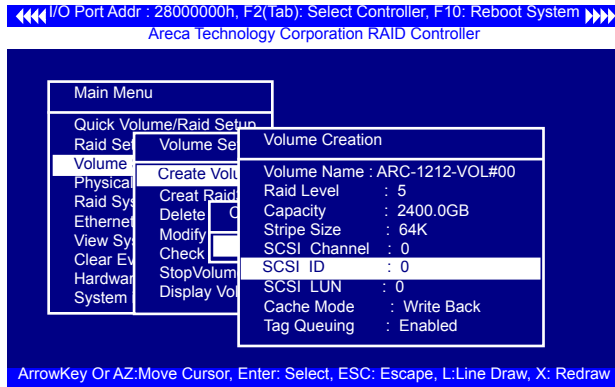 I/O Port Addr : 28000000h, F2(Tab): Select Controller, F10: Reboot System
Areca Technology Corporation RAID Controller
Main Menu
Quick Volume/Raid Setup
Raid Set
Volume
Physical
Raid Sys
Ethernet
View Sy
Clear Ev
Hardwar
System
Volume Se
Create Volu
Creat Raid
Delete
Modify
Check
StopVolum
Display Vol
C
Volume Creation
Volume Name : ARC-1212-VOL#00
Raid Level : 5
Capacity : 2400.0GB
Stripe Size : 64K
SCSI Channel : 0
SCSI ID : 0
SCSI LUN : 0
Cache Mode : Write Back
Tag Queuing : Enabled
ArrowKey Or AZ:Move Cursor, Enter: Select, ESC: Escape, L:Line Draw, X: Redraw